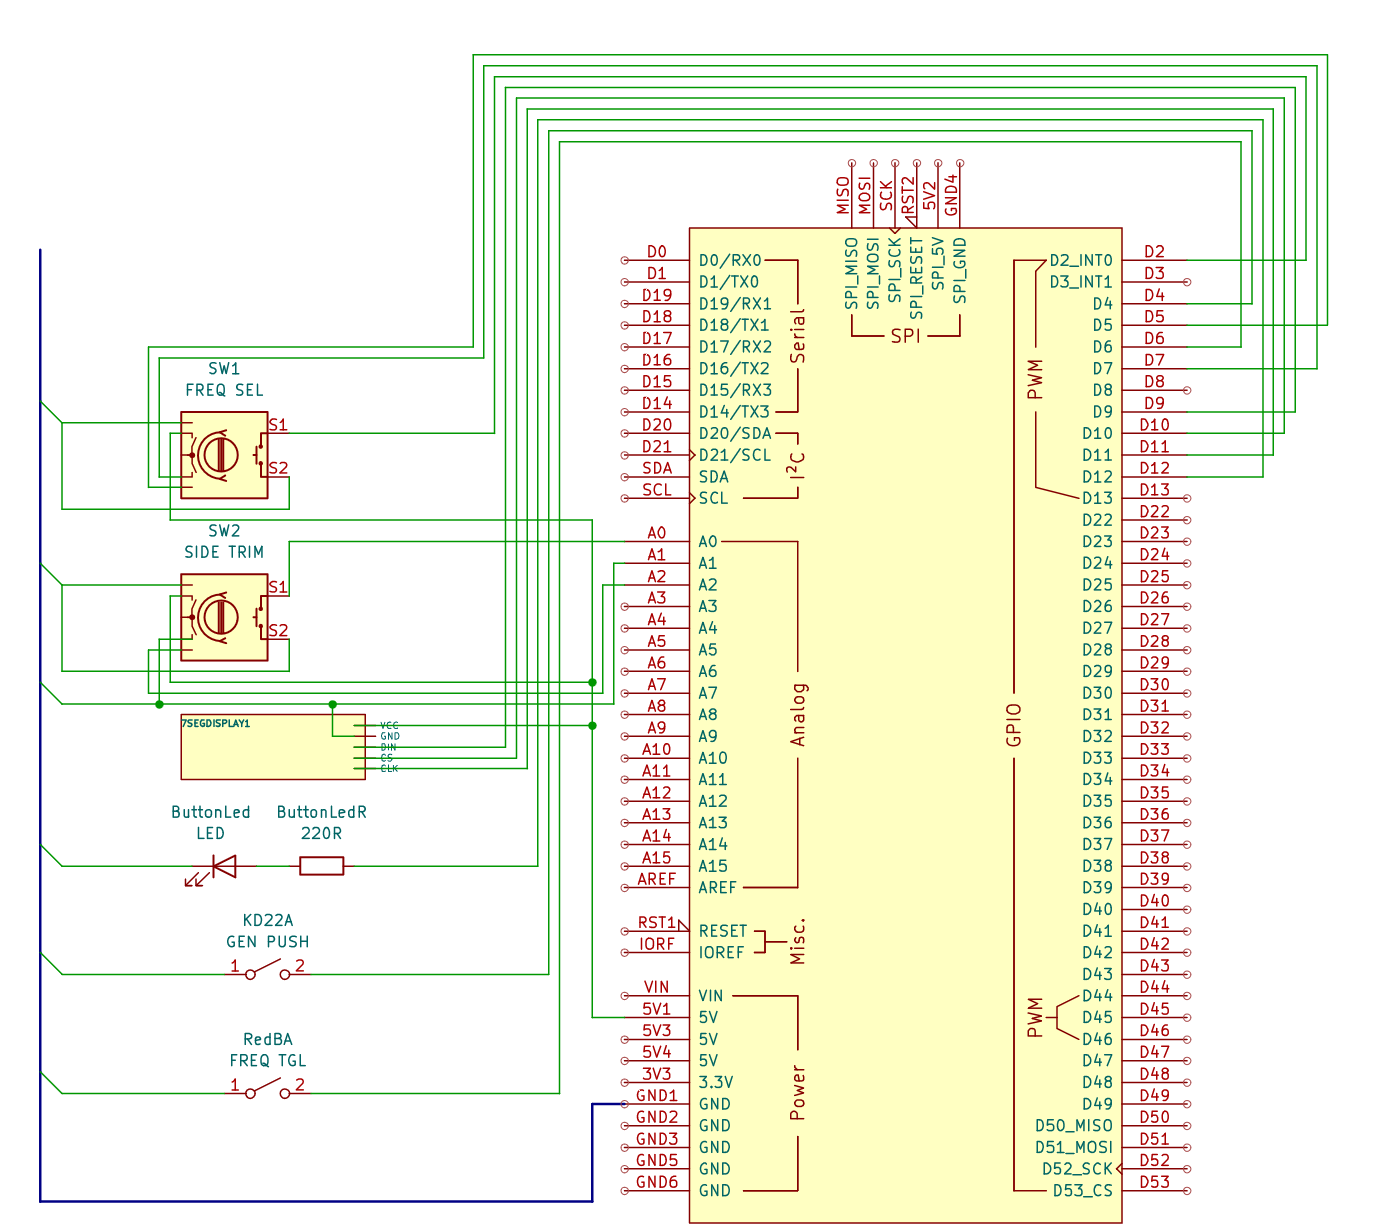 MISO
MOSI
SCK
RST2
5V2
GND4
SPI_MISO
SPI_MOSI
SPI_SCK
SPI_RESET
SPI_5V
SPI_GND
SPI
SW1
FREQ SEL
S1
S2
SW2
SIDE TRIM
S1
S2
7SEGDISPLAY1
VCC
GND
DIN
CS
CLK
ButtonLed
LED
ButtonLedR
220R
KD22A
GEN PUSH
1 2
RedBA
FREQ TGL
1 2
D0 D0/RX0
D1 D1/TX0
D19 D19/RX1
D18 D18/TX1
D17 D17/RX2
D16 D16/TX2
D15 D15/RX3
D14 D14/TX3
Serial
D20 D20/SDA
D21 D21/SCL
SDA SDA
SCL SCL
I²C
A0 A0
A1 A1
A2 A2
A3 A3
A4 A4
A5 A5
A6 A6
A7 A7
A8 A8
A9 A9
A10 A10
A11 A11
A12 A12
A13 A13
A14 A14
A15 A15
AREF AREF
Analog
RST1 RESET
IORF IOREF
Misc.
VIN VIN
5V1 5V
5V3 5V
5V4 5V
3V3 3.3V
GND1 GND
GND2 GND
GND3 GND
GND5 GND
GND6 GND
Power
D2_INT0 D2
D3_INT1 D3
D4 D4
D5 D5
D6 D6
D7 D7
D8 D8
D9 D9
D10 D10
D11 D11
D12 D12
D13 D13
PWM
D22 D22
D23 D23
D24 D24
D25 D25
D26 D26
D27 D27
D28 D28
D29 D29
D30 D30
D31 D31
D32 D32
D33 D33
D34 D34
D35 D35
D36 D36
D37 D37
D38 D38
D39 D39
D40 D40
D41 D41
D42 D42
D43 D43
D44 D44
D45 D45
D46 D46
PWM
D47 D47
D48 D48
D49 D49
D50_MISO D50
D51_MOSI D51
D52_SCK D52
D53_CS D53
GPIO